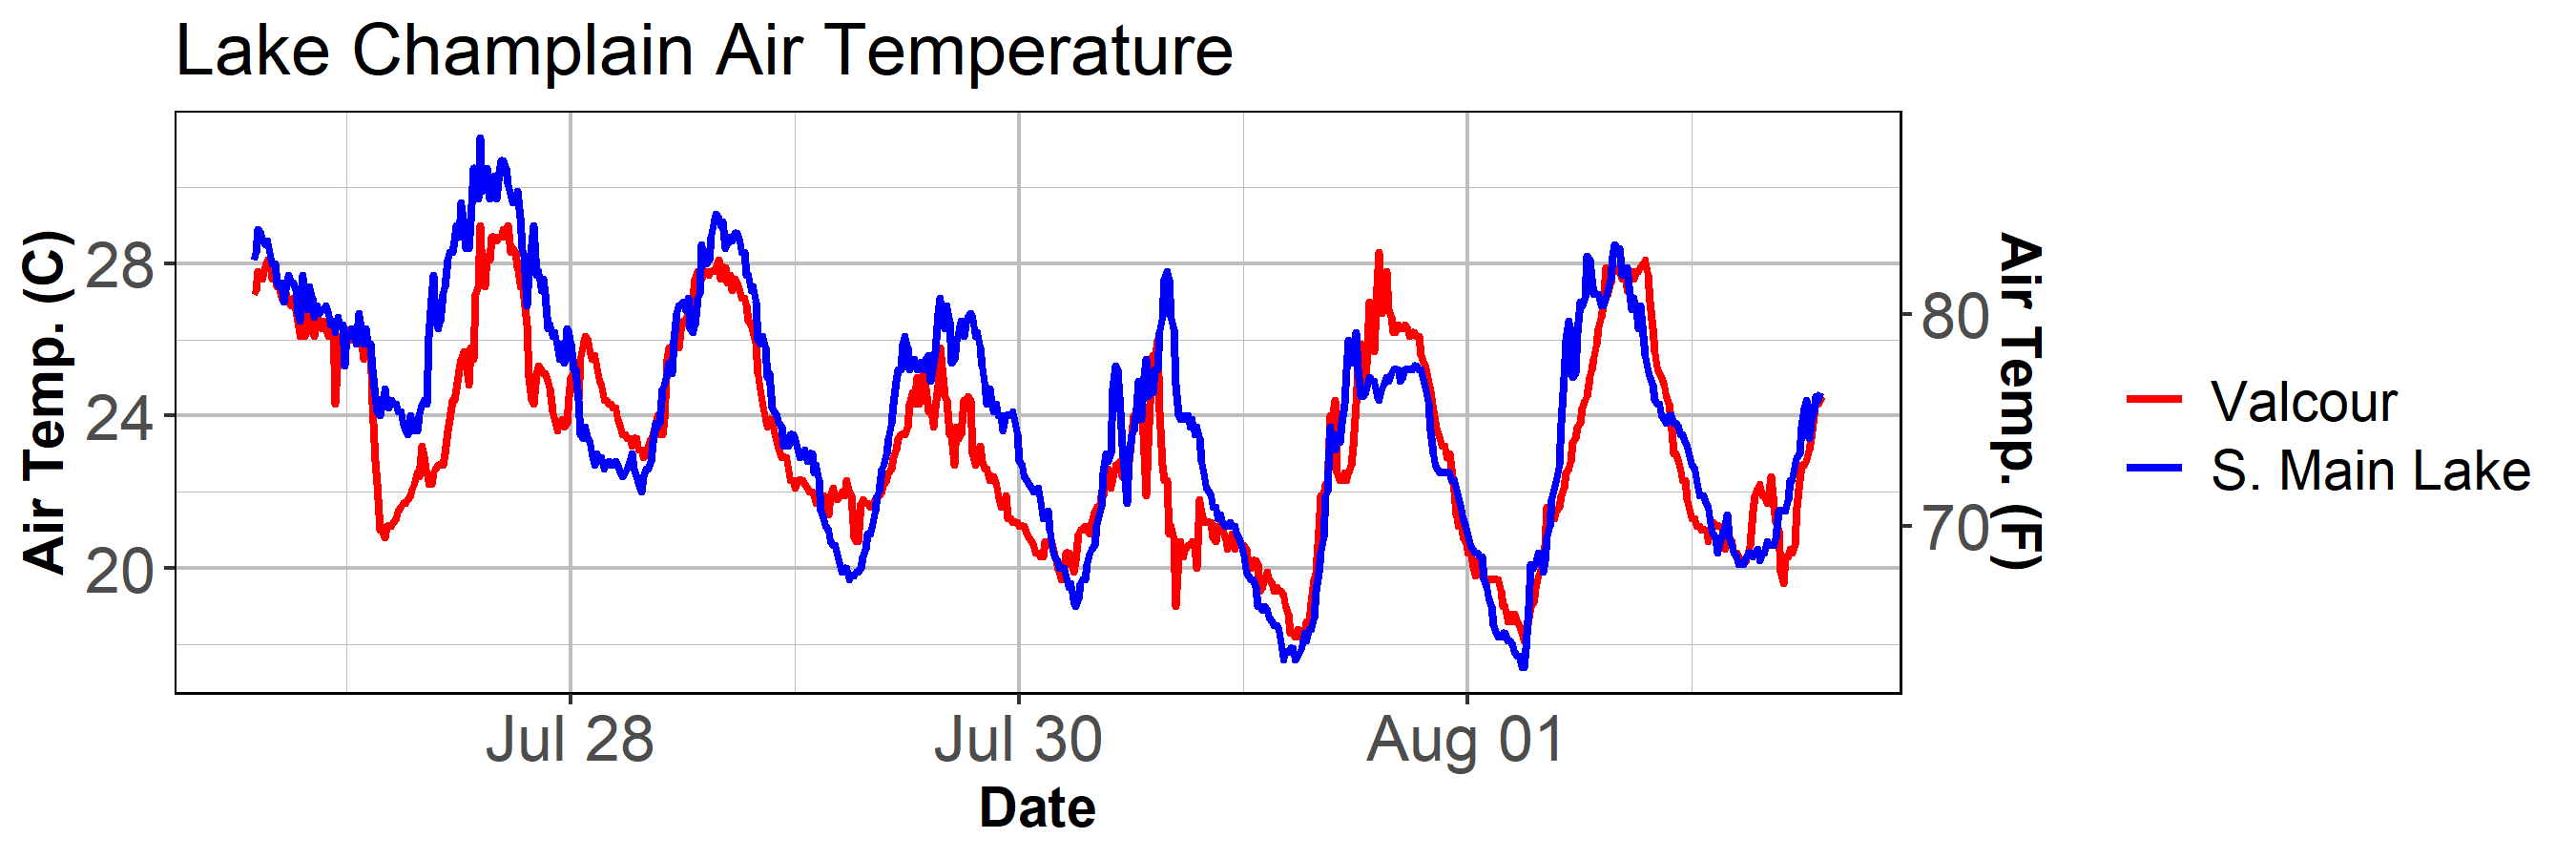 Lake Champlain Air Temperature
Air Temp. (C)
28
24
20
80
70
Air Temp. (F)
Valcour
S. Main Lake
Jul 28
Jul 30
Aug 01
Date